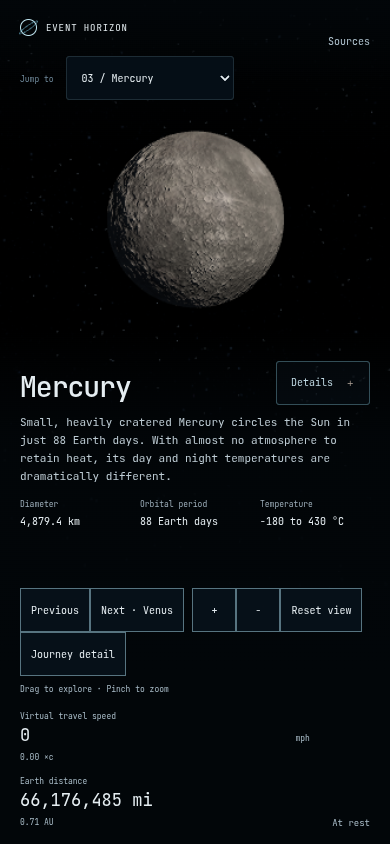 EVENT HORIZON
Sources
Jump to
03 / Mercury
Mercury
Details +
Small, heavily cratered Mercury circles the Sun in
just 88 Earth days. With almost no atmosphere to
retain heat, its day and night temperatures are
dramatically different.
Diameter
Orbital period
Temperature
4,879.4 km
88 Earth days
-180 to 430 °C
Previous
Next · Venus
+
-
Reset view
Journey detail
Drag to explore · Pinch to zoom
Virtual travel speed
0
mph
0.00 ×c
Earth distance
66,176,485 mi
0.71 AU
At rest